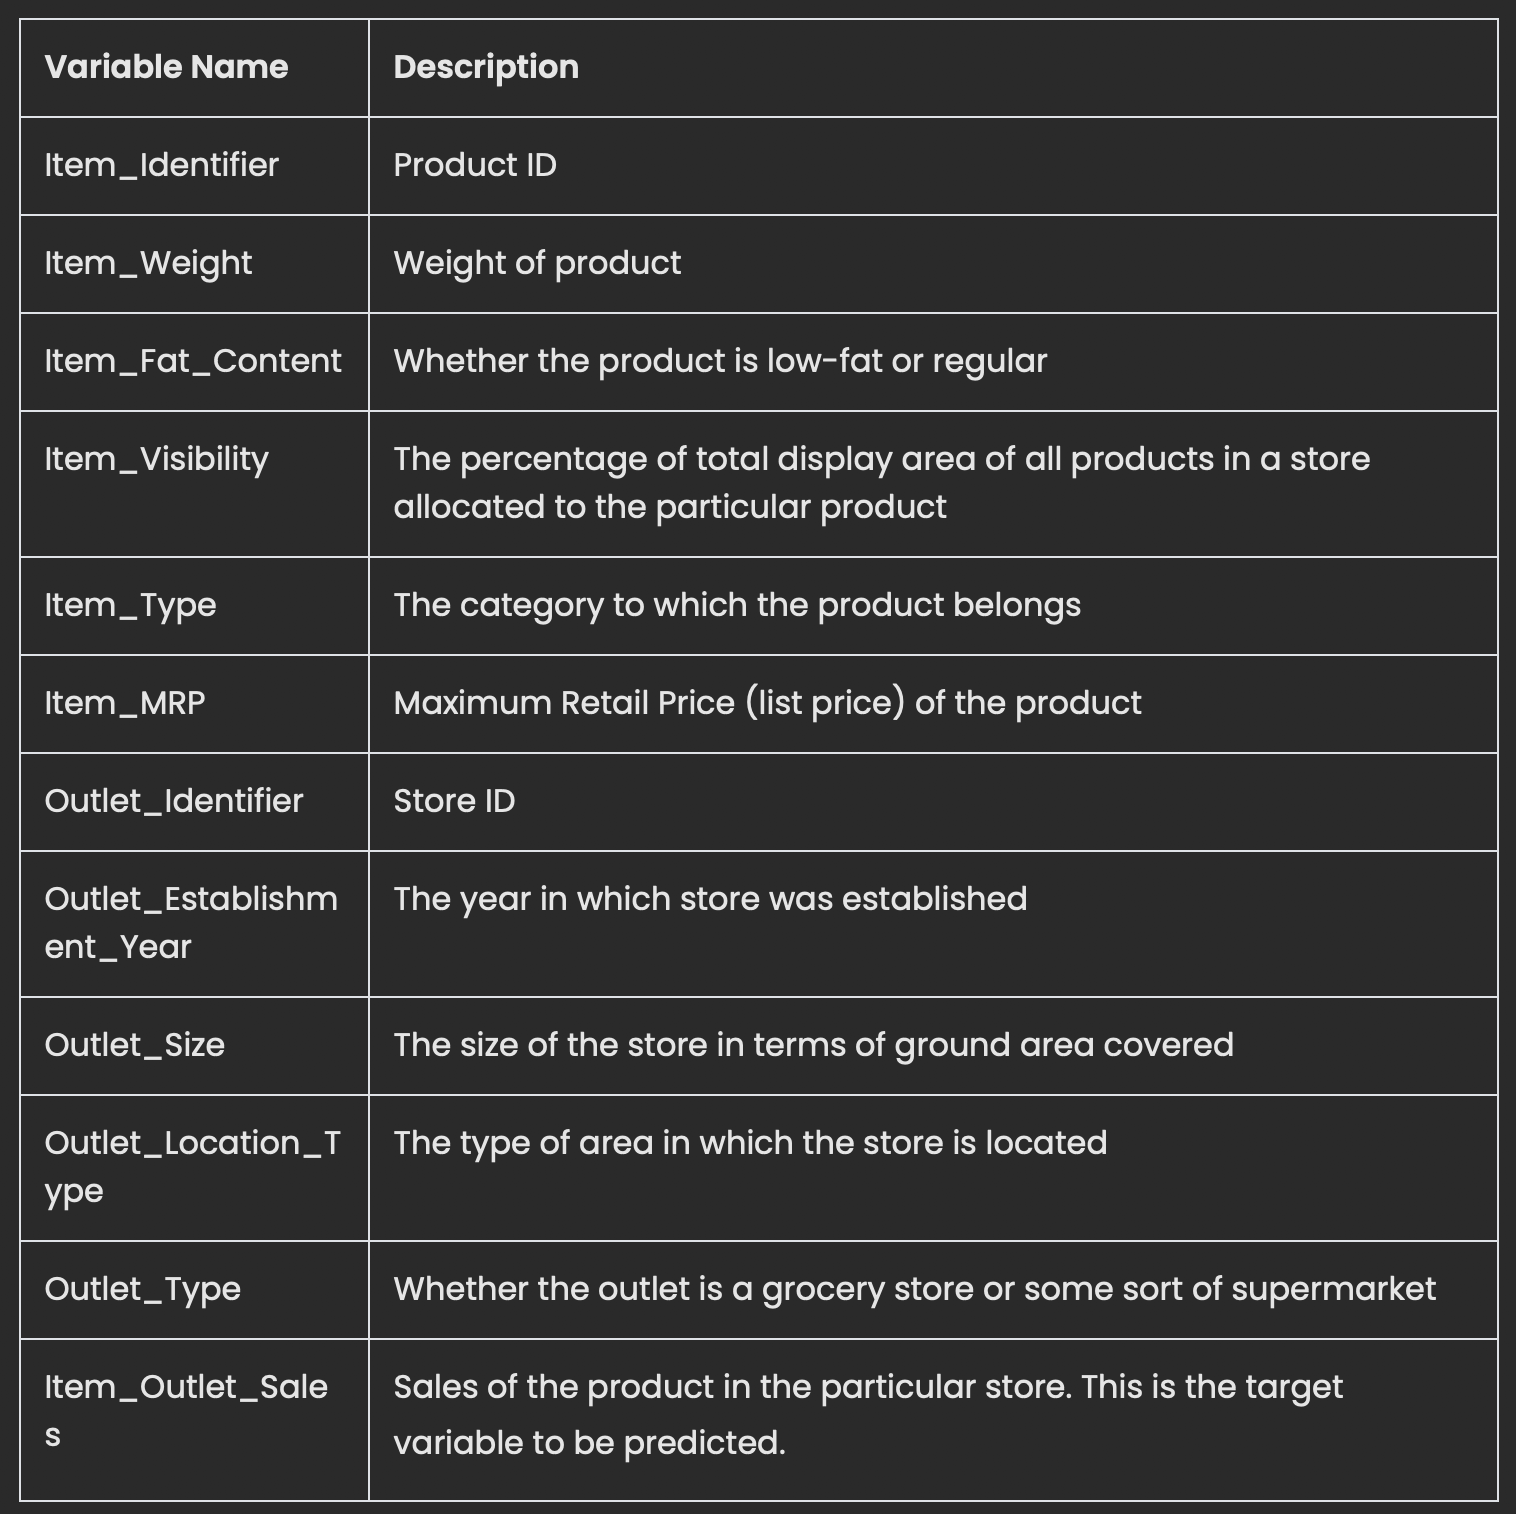 Variable Name Description
Item_Identifier Product ID
Item_Weight Weight of product
Item_Fat_Content Whether the product is low-fat or regular
Item_Visibility The percentage of total display area of all products in a store
allocated to the particular product
Item_Type The category to which the product belongs
Item_MRP Maximum Retail Price (list price) of the product
Outlet_Identifier Store ID
Outlet_Establishm The year in which store was established
ent_Year
Outlet_Size The size of the store in terms of ground area covered
Outlet_Location_T The type of area in which the store is located
ype
Outlet_Type Whether the outlet is a grocery store or some sort of supermarket
Item_Outlet_Sale Sales of the product in the particular store. This is the target
s variable to be predicted.